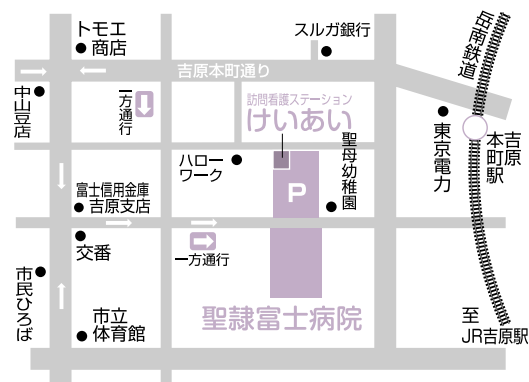 トモエ
商店
スルガ銀行
岳南鉄道
吉原本町通り
中山豆店
一方通行
訪問看護ステーション
けいあい
東京電力
吉原
本町駅
聖母幼稚園
ハロー
ワーク
P
富士信用金庫
吉原支店
交番
一方通行
市民ひろば
市立
体育館
聖隷富士病院
至
JR吉原駅